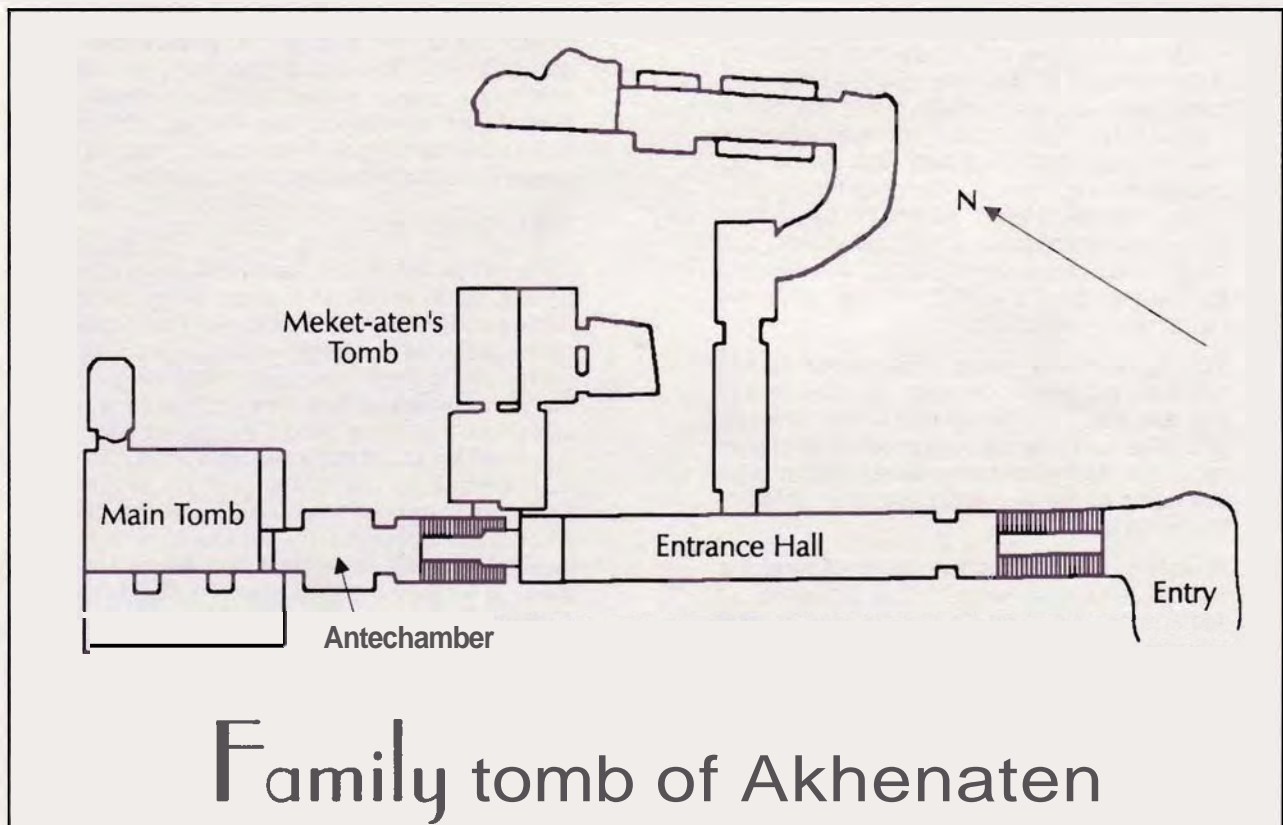 N
Meket-aten's
Tomb
Main Tomb
Entrance Hall
Entry
Antechamber
Family tomb of Akhenaten